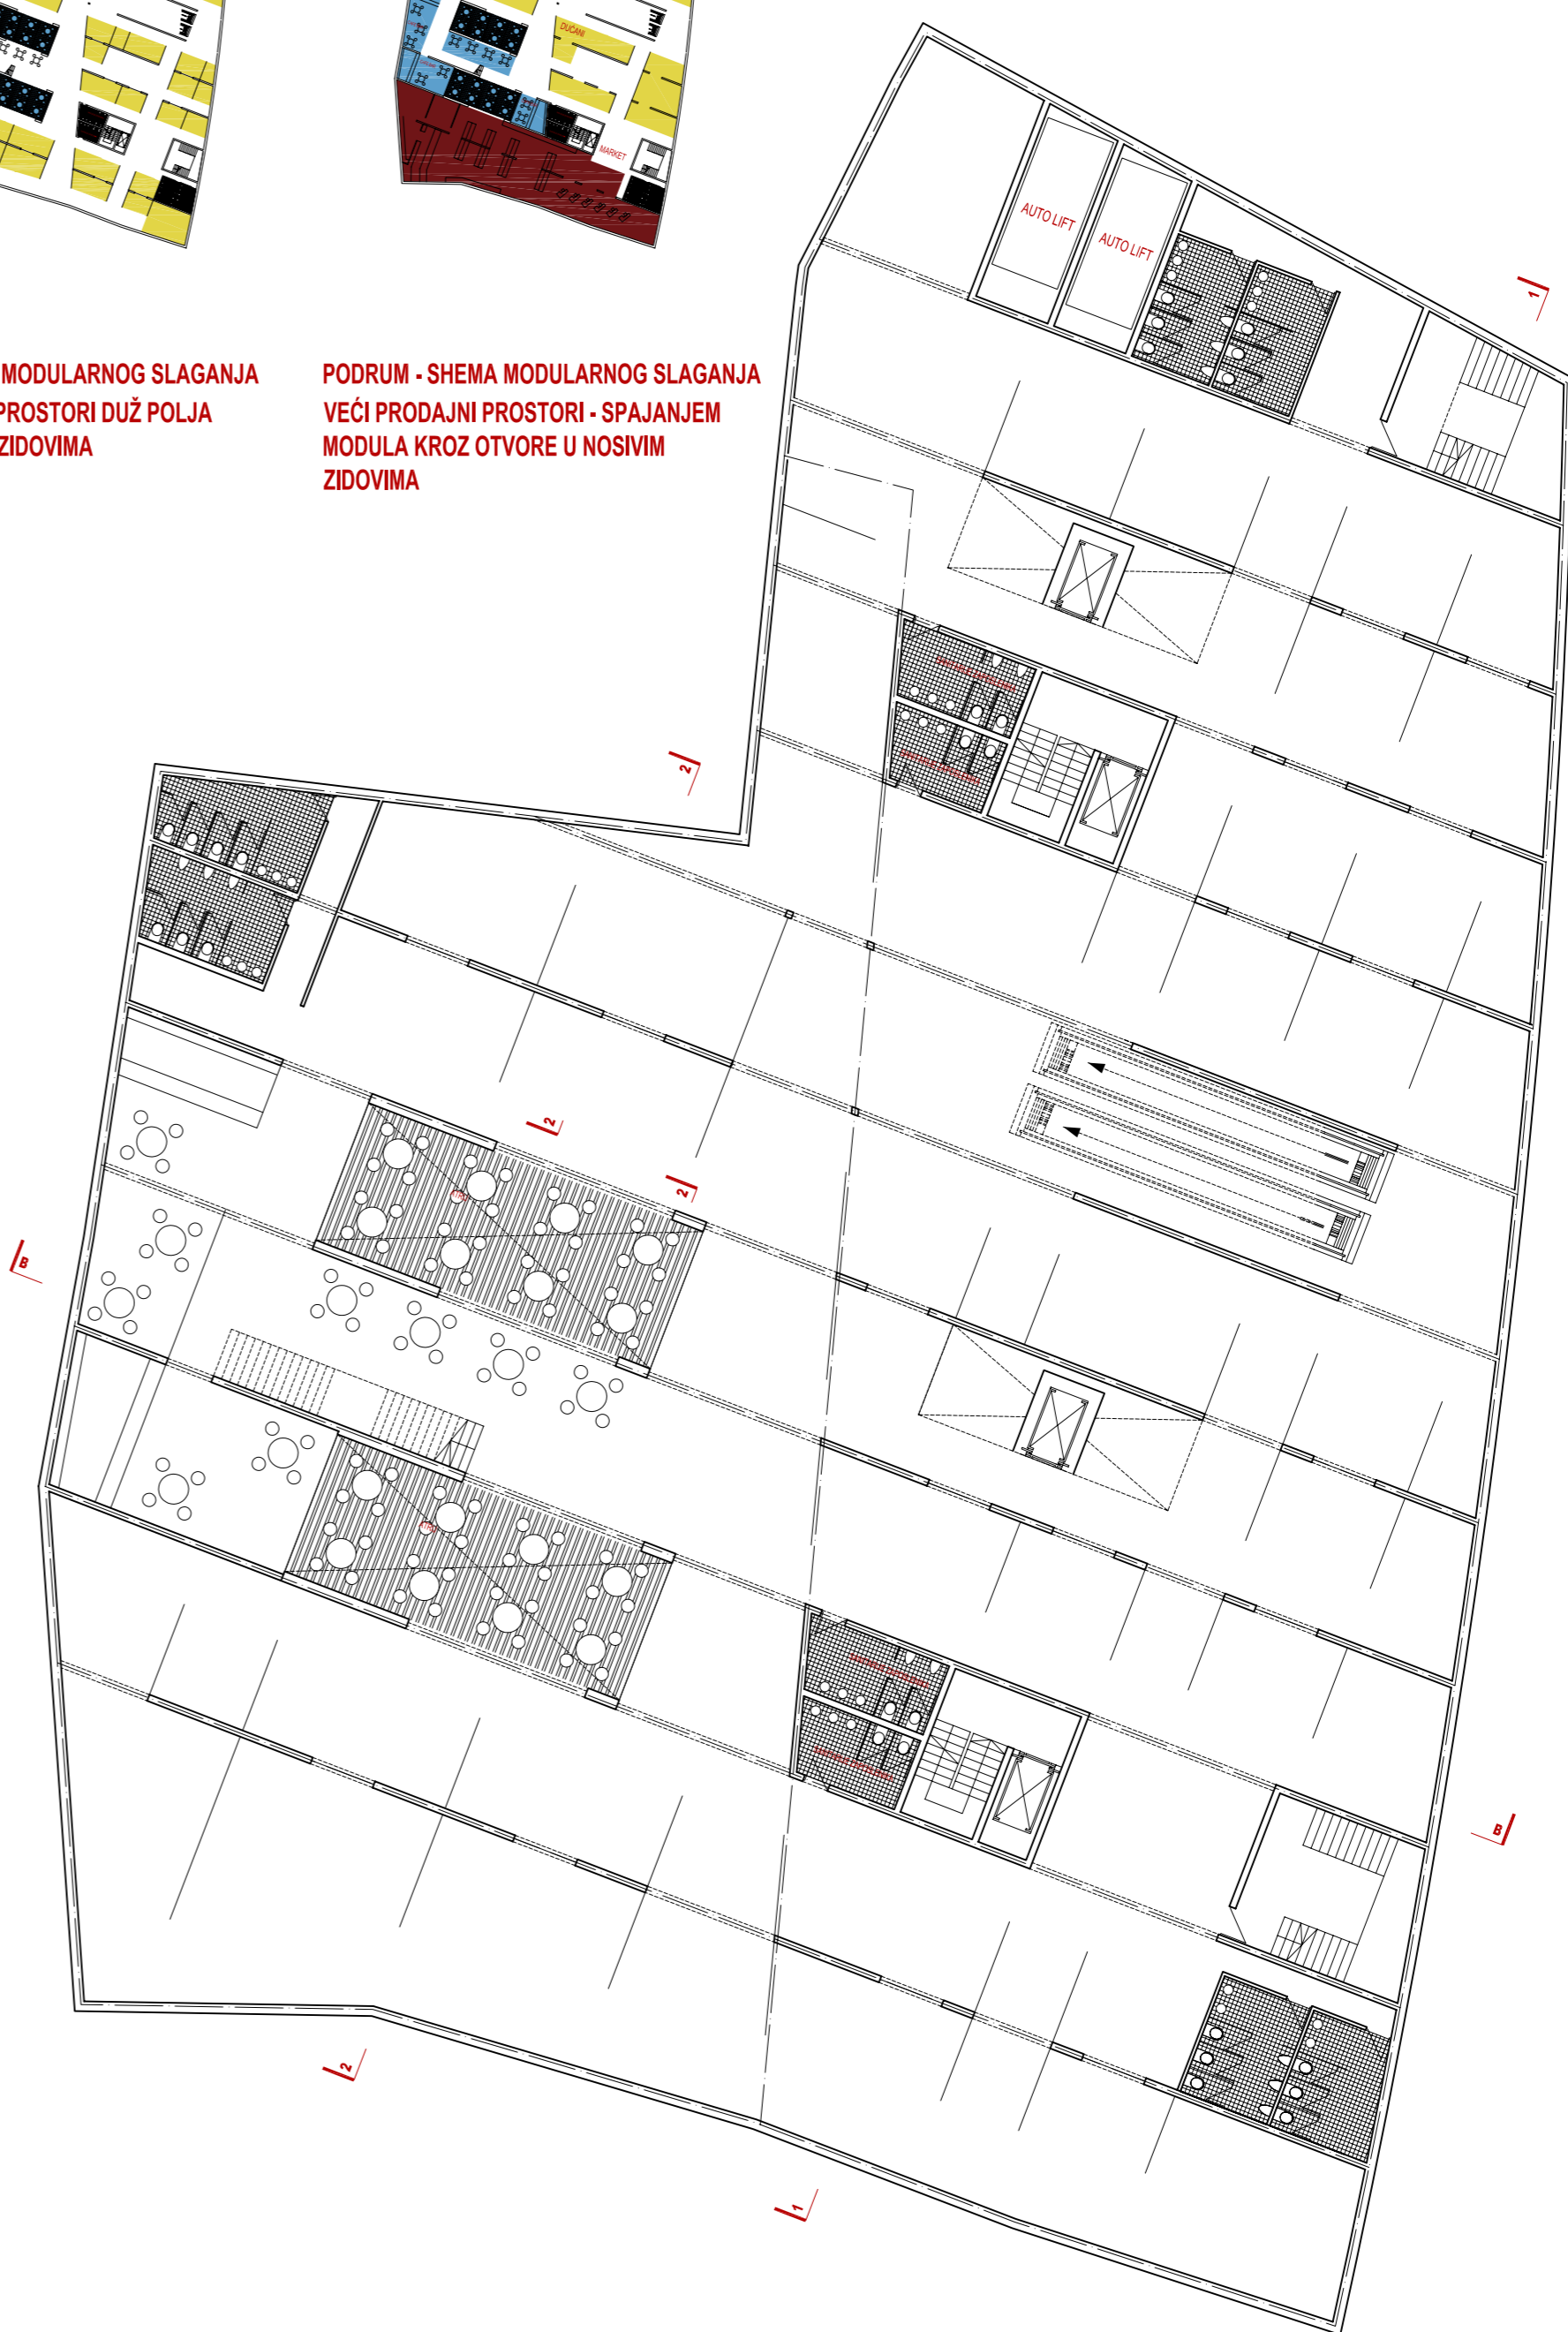 DUĆANI
MARKET
MODULARNOG SLAGANJA
PROSTORI DUŽ POLJA
ZIDOVIMA
PODRUM - SHEMA MODULARNOG SLAGANJA
VEĆI PRODAJNI PROSTORI - SPAJANJEM
MODULA KROZ OTVORE U NOSIVIM
ZIDOVIMA
AUTO LIFT
AUTO LIFT
1
2
2
2
B
B
2
1